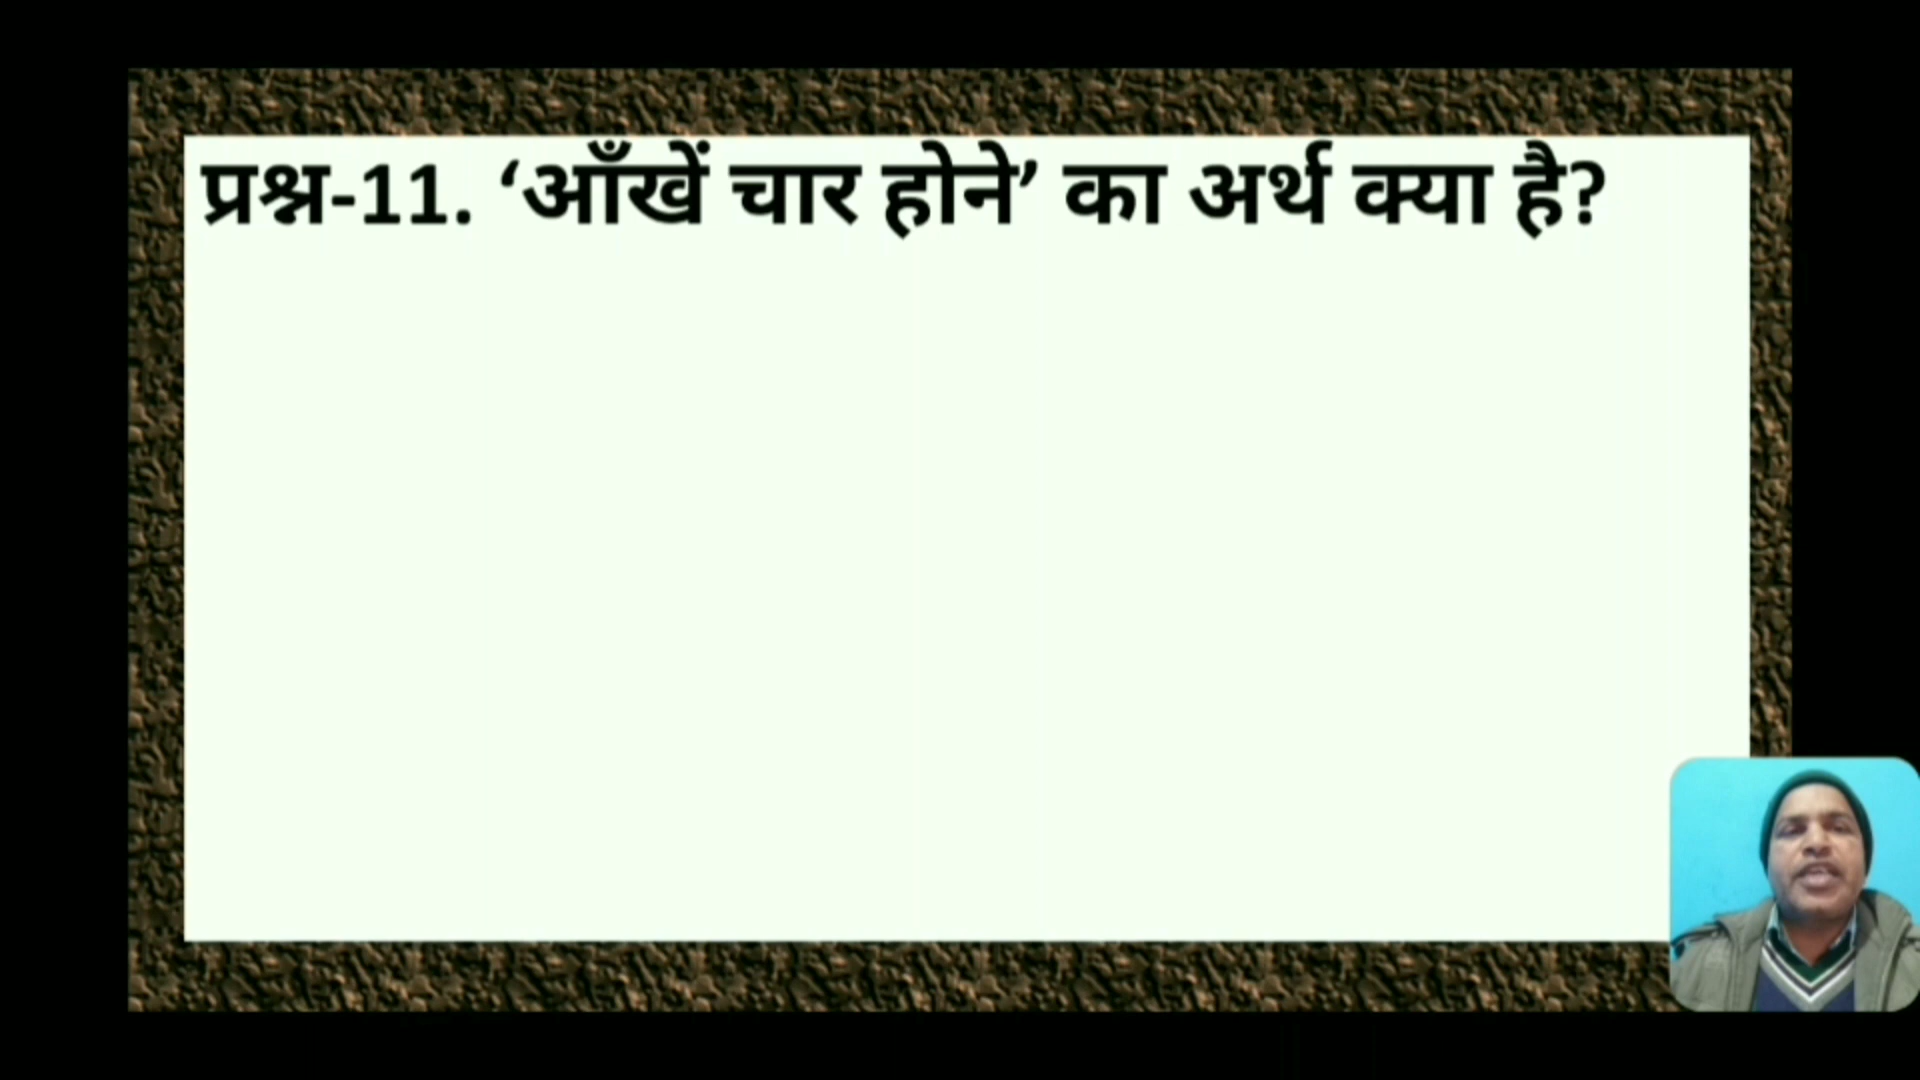 प्रश्न-11. ‘आँखें चार होने’ का अर्थ क्या है?